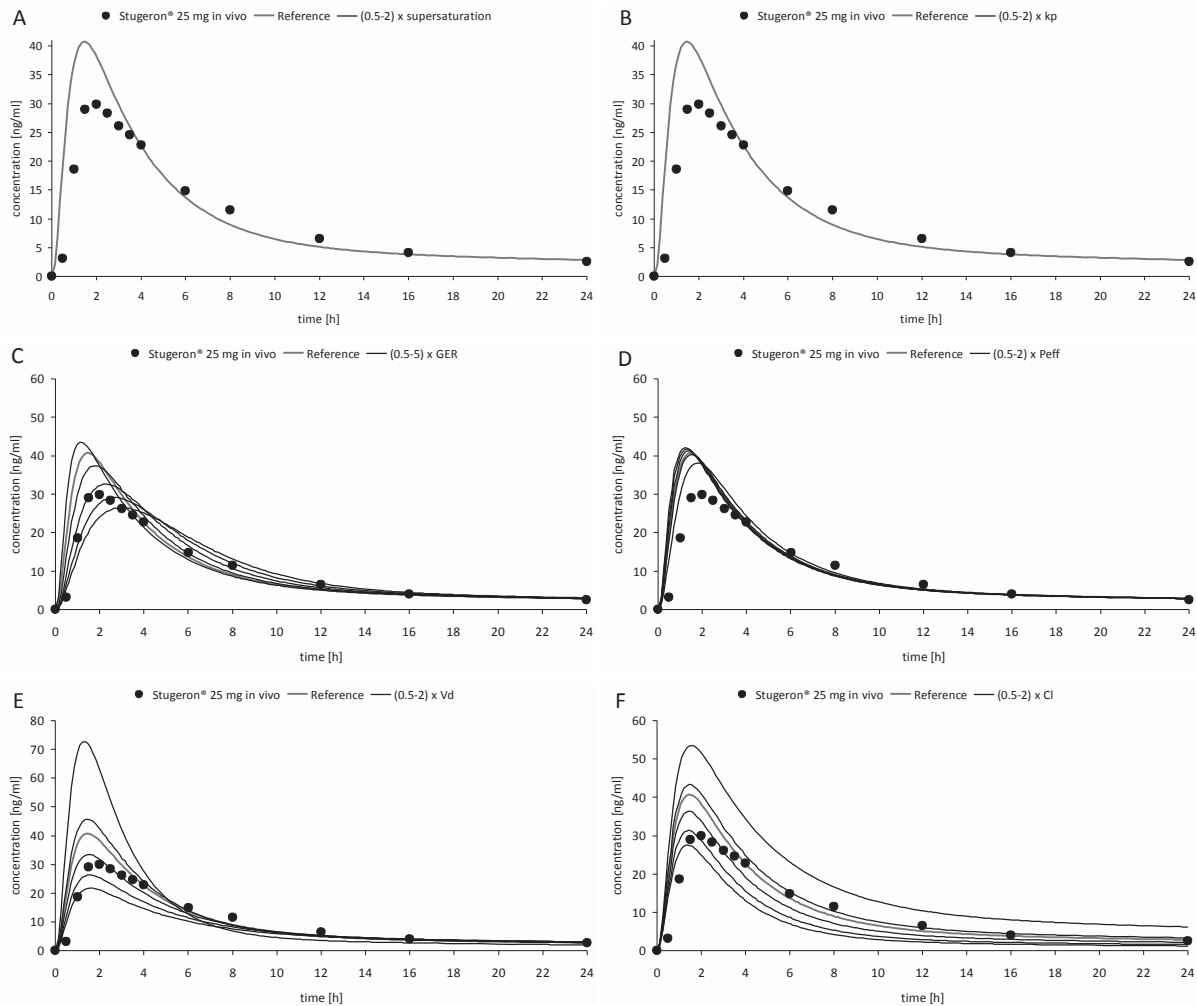 A
Stugeron® 25 mg in vivo Reference (0.5-2) x supersaturation
40
35
30
25
20
15
10
5
0
concentration [ng/ml]
0 2 4 6 8 10 12 14 16 18 20 22 24
time [h]
B
Stugeron® 25 mg in vivo Reference (0.5-2) x kp
40
35
30
25
20
15
10
5
0
concentration [ng/ml]
0 2 4 6 8 10 12 14 16 18 20 22 24
time [h]
C
Stugeron® 25 mg in vivo Reference (0.5-5) x GER
60
50
40
30
20
10
0
concentration [ng/ml]
0 2 4 6 8 10 12 14 16 18 20 22 24
time [h]
D
Stugeron® 25 mg in vivo Reference (0.5-2) x Peff
60
50
40
30
20
10
0
concentration [ng/ml]
0 2 4 6 8 10 12 14 16 18 20 22 24
time [h]
E
Stugeron® 25 mg in vivo Reference (0.5-2) x Vd
80
70
60
50
40
30
20
10
0
concentration [ng/ml]
0 2 4 6 8 10 12 14 16 18 20 22 24
time [h]
F
Stugeron® 25 mg in vivo Reference (0.5-2) x Cl
60
50
40
30
20
10
0
concentration [ng/ml]
0 2 4 6 8 10 12 14 16 18 20 22 24
time [h]